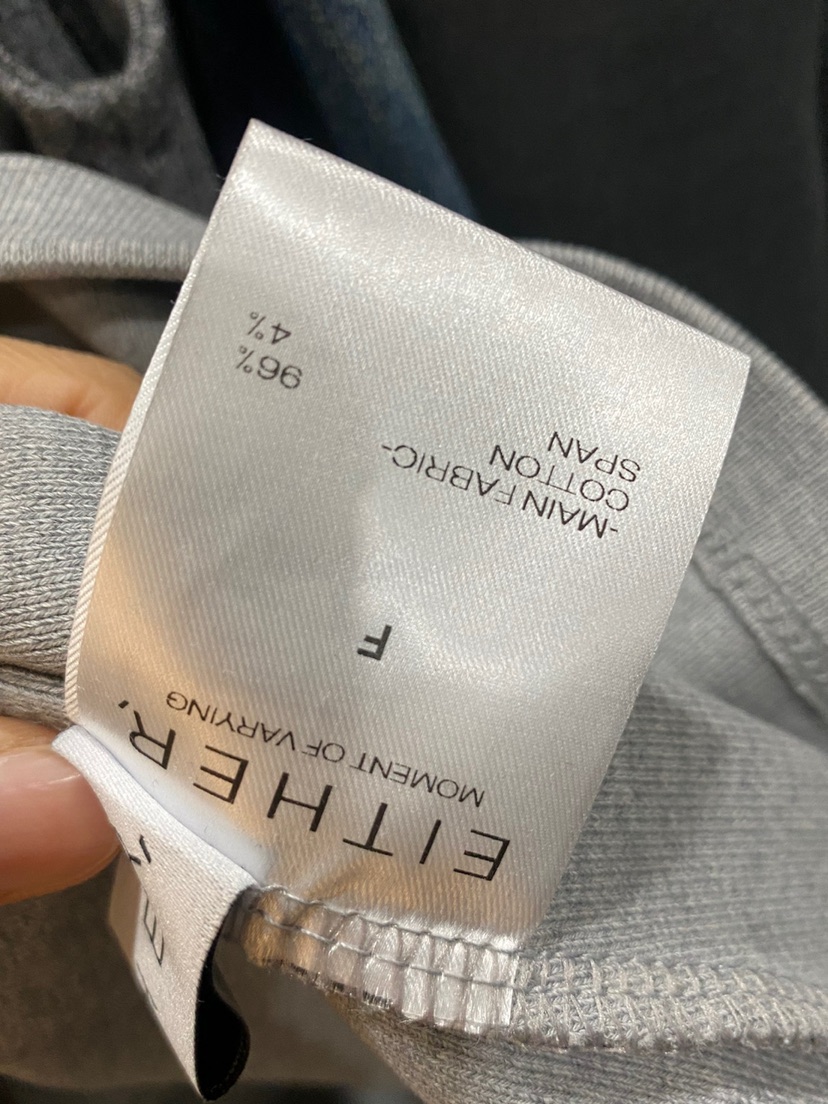 EITHER,
MOMENT OF VARYING
F
-MAIN FABRIC-
COTTON 96%
SPAN 4%